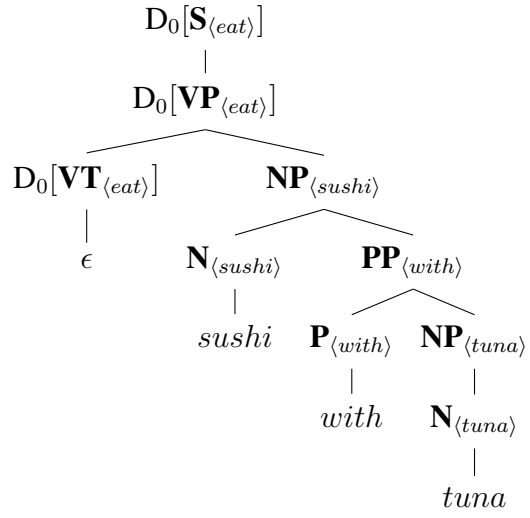 D₀[S⟨eat⟩]
D₀[VP⟨eat⟩]
D₀[VT⟨eat⟩] NP⟨sushi⟩
ϵ N⟨sushi⟩ PP⟨with⟩
sushi P⟨with⟩ NP⟨tuna⟩
with N⟨tuna⟩
tuna